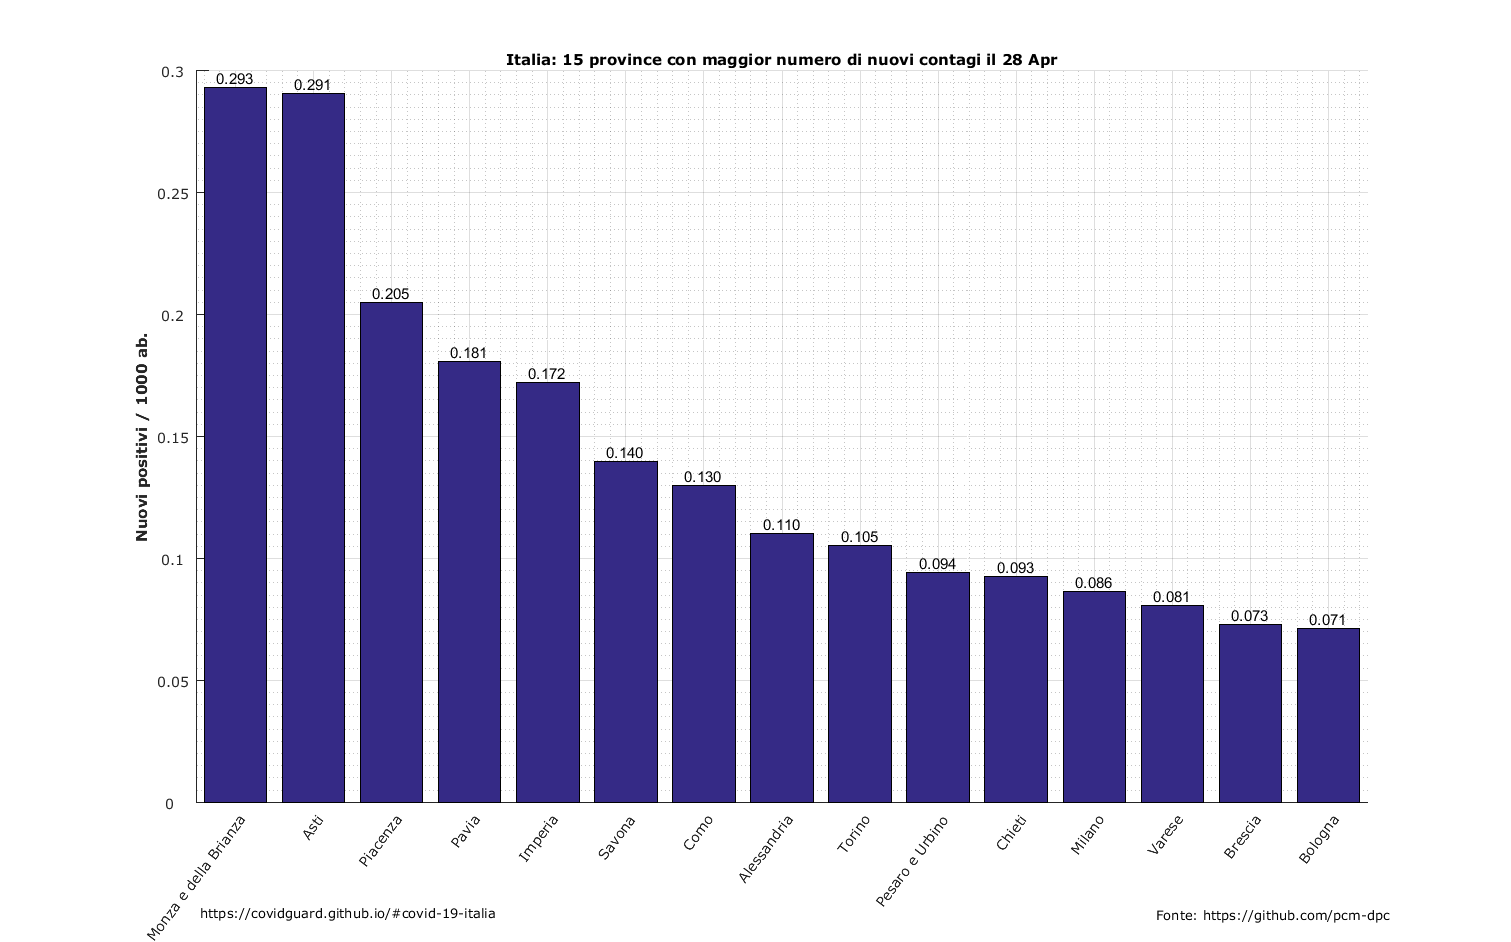 Italia: 15 province con maggior numero di nuovi contagi il 28 Apr
Nuovi positivi / 1000 ab.
0.3
0.25
0.2
0.15
0.1
0.05
0
0.293
0.291
0.205
0.181
0.172
0.140
0.130
0.110
0.105
0.094
0.093
0.086
0.081
0.073
0.071
Monza e della Brianza
Asti
Piacenza
Pavia
Imperia
Savona
Como
Alessandria
Torino
Pesaro e Urbino
Chieti
Milano
Varese
Brescia
Bologna
https://covidguard.github.io/#covid-19-italia
Fonte: https://github.com/pcm-dpc